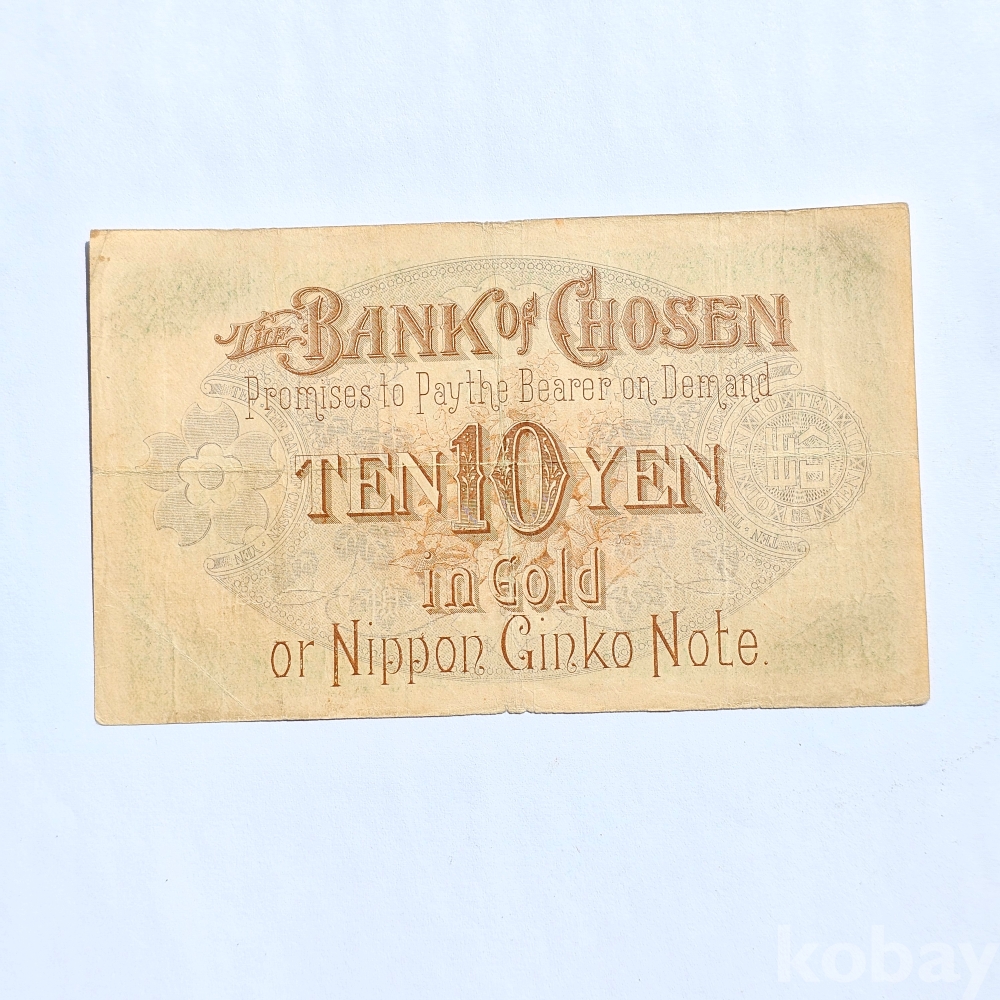 The BANK OF CHOSEN
Promises to Pay the Bearer on Demand
TEN 10 YEN
in Gold
or Nippon Ginko Note.
kobay